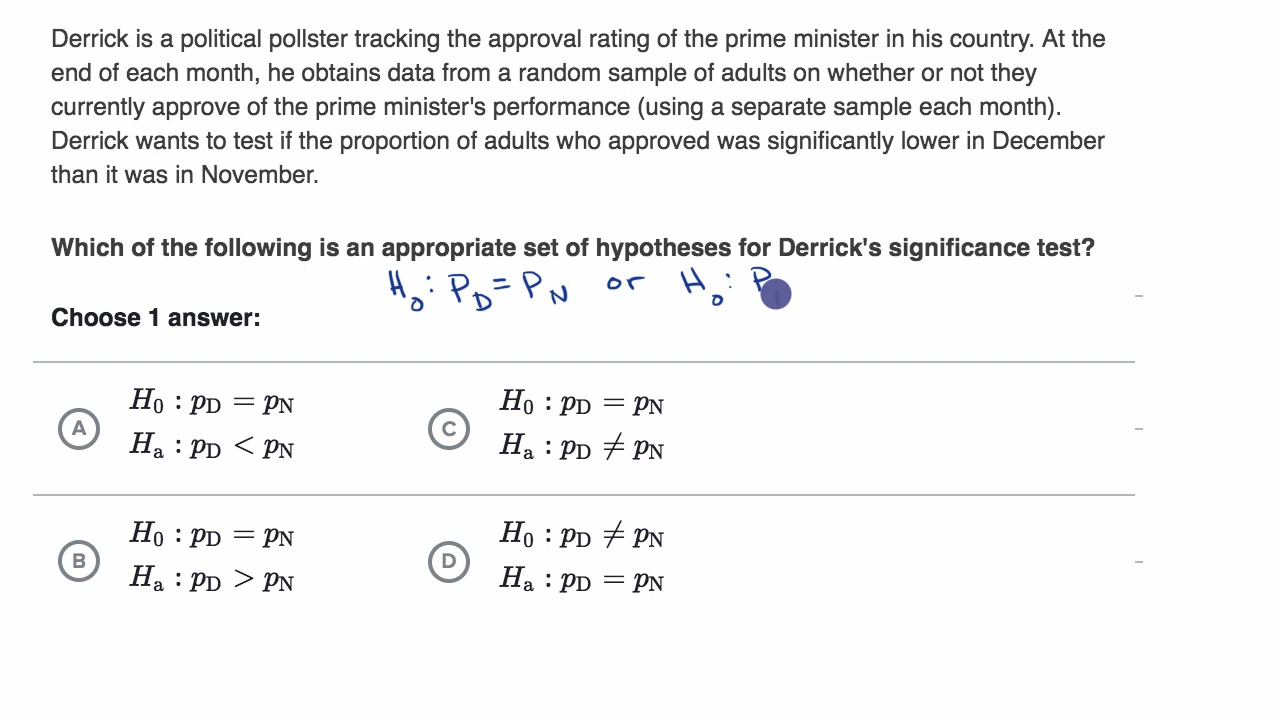 Derrick is a political pollster tracking the approval rating of the prime minister in his country. At the
end of each month, he obtains data from a random sample of adults on whether or not they
currently approve of the prime minister's performance (using a separate sample each month).
Derrick wants to test if the proportion of adults who approved was significantly lower in December
than it was in November.
Which of the following is an appropriate set of hypotheses for Derrick's significance test?
H₀: P_D = P_N or H₀: P
Choose 1 answer:
A
H₀ : p_D = p_N
Hₐ : p_D < p_N
C
H₀ : p_D = p_N
Hₐ : p_D ≠ p_N
B
H₀ : p_D = p_N
Hₐ : p_D > p_N
D
H₀ : p_D ≠ p_N
Hₐ : p_D = p_N